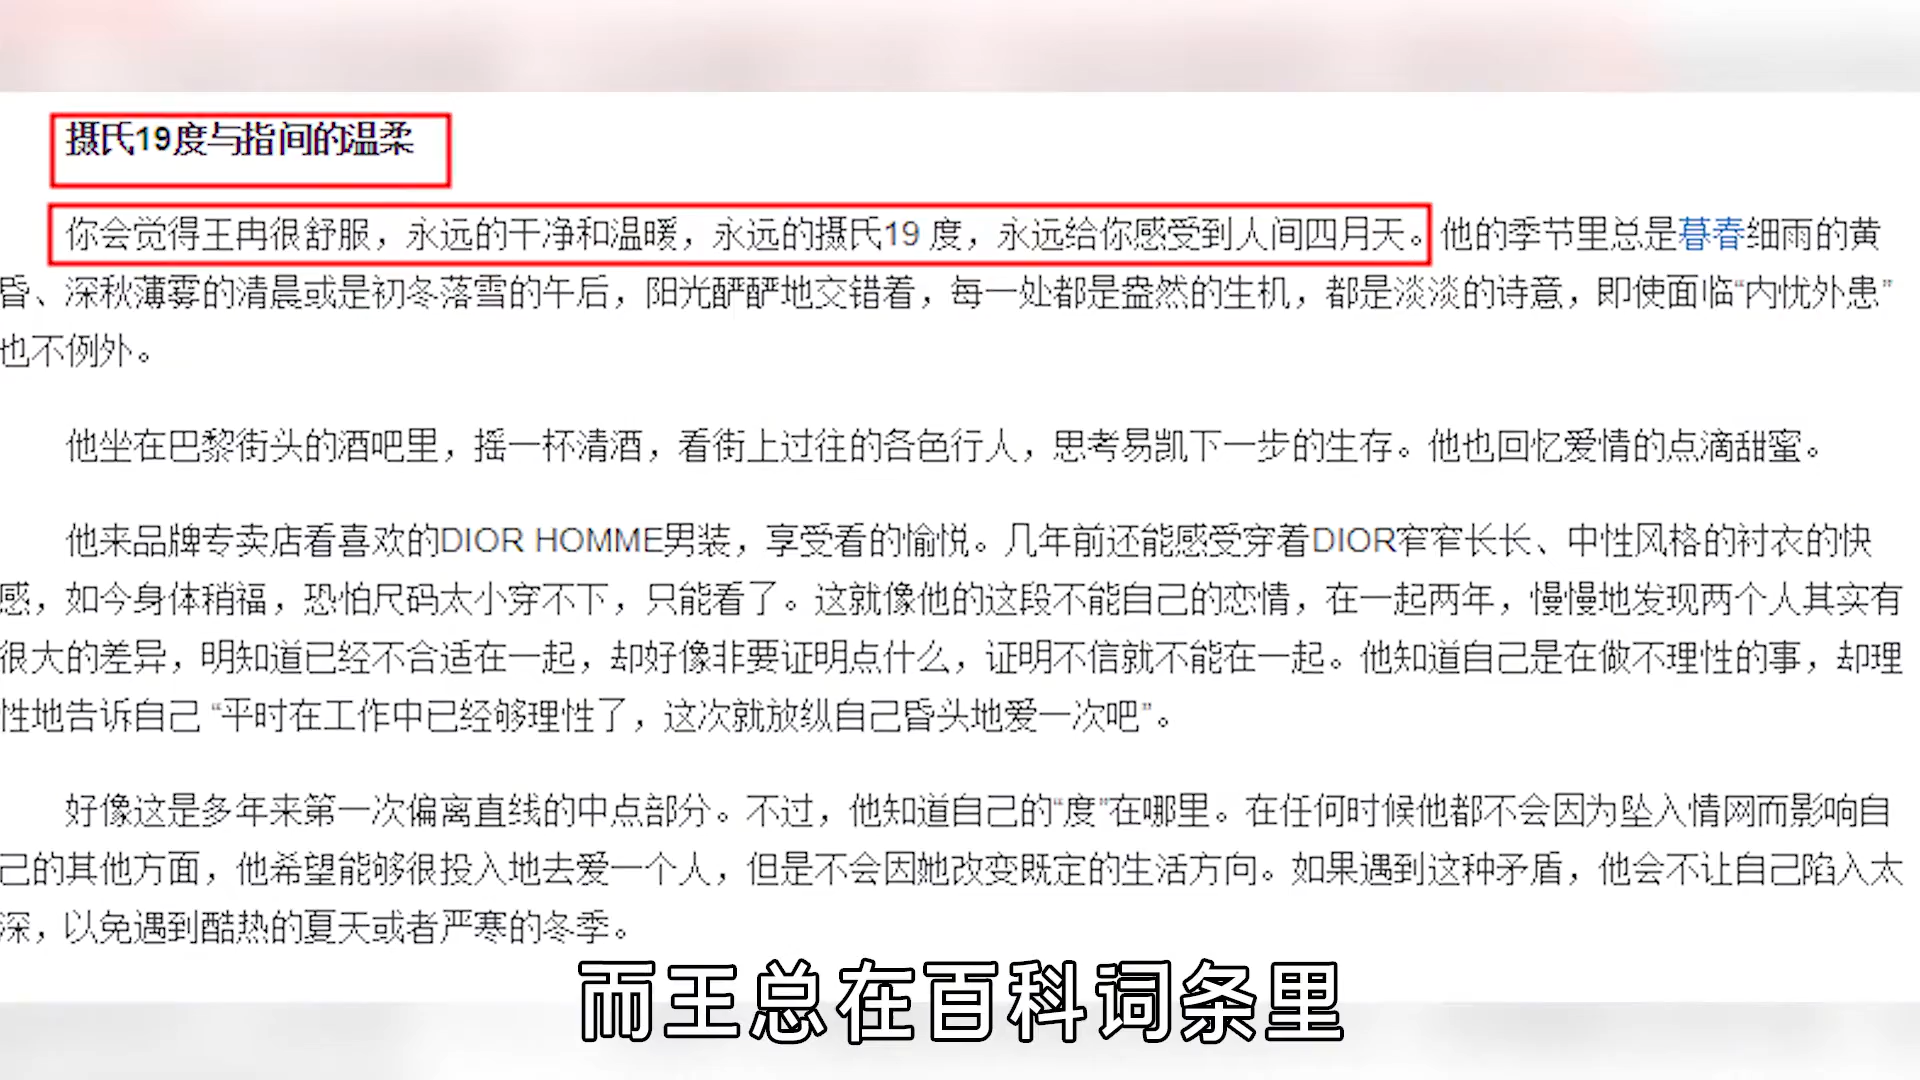 摄氏19度与指间的温柔
你会觉得王冉很舒服，永远的干净和温暖，永远的摄氏19 度，永远给你感受到人间四月天。他的季节里总是暮春细雨的黄
昏、深秋薄雾的清晨或是初冬落雪的午后，阳光酽酽地交错着，每一处都是盎然的生机，都是淡淡的诗意，即使面临“内忧外患”
也不例外。
他坐在巴黎街头的酒吧里，摇一杯清酒，看街上过往的各色行人，思考易凯下一步的生存。他也回忆爱情的点滴甜蜜。
他来品牌专卖店看喜欢的DIOR HOMME男装，享受看的愉悦。几年前还能感受穿着DIOR窄窄长长、中性风格的衬衣的快
感，如今身体稍福，恐怕尺码太小穿不下，只能看了。这就像他的这段不能自己的恋情，在一起两年，慢慢地发现两个人其实有
很大的差异，明知道已经不合适在一起，却好像非要证明点什么，证明不信就不能在一起。他知道自己是在做不理性的事，却理
性地告诉自己 “平时在工作中已经够理性了，这次就放纵自己昏头地爱一次吧”。
好像这是多年来第一次偏离直线的中点部分。不过，他知道自己的“度”在哪里。在任何时候他都不会因为坠入情网而影响自
己的其他方面，他希望能够很投入地去爱一个人，但是不会因她改变既定的生活方向。如果遇到这种矛盾，他会不让自己陷入太
深，以免遇到酷热的夏天或者严寒的冬季。
而王总在百科词条里